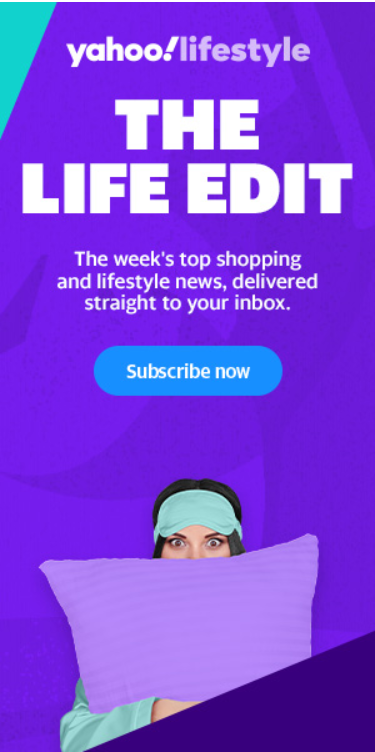 yahoo!lifestyle
THE
LIFE EDIT
The week's top shopping
and lifestyle news, delivered
straight to your inbox.
Subscribe now